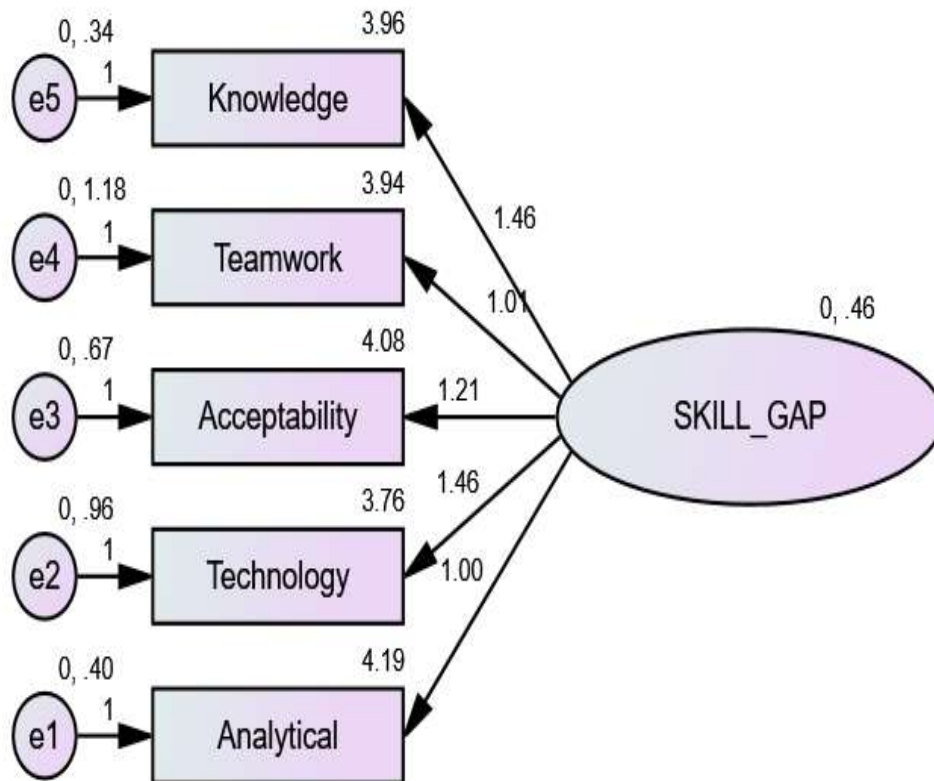 3.96
0, .34
1
e5
Knowledge
1.46
3.94
0, 1.18
1
e4
Teamwork
1.01
0, .46
4.08
0, .67
1
e3
Acceptability
1.21
SKILL_GAP
3.76
0, .96
1
e2
Technology
1.46
4.19
0, .40
1
e1
Analytical
1.00